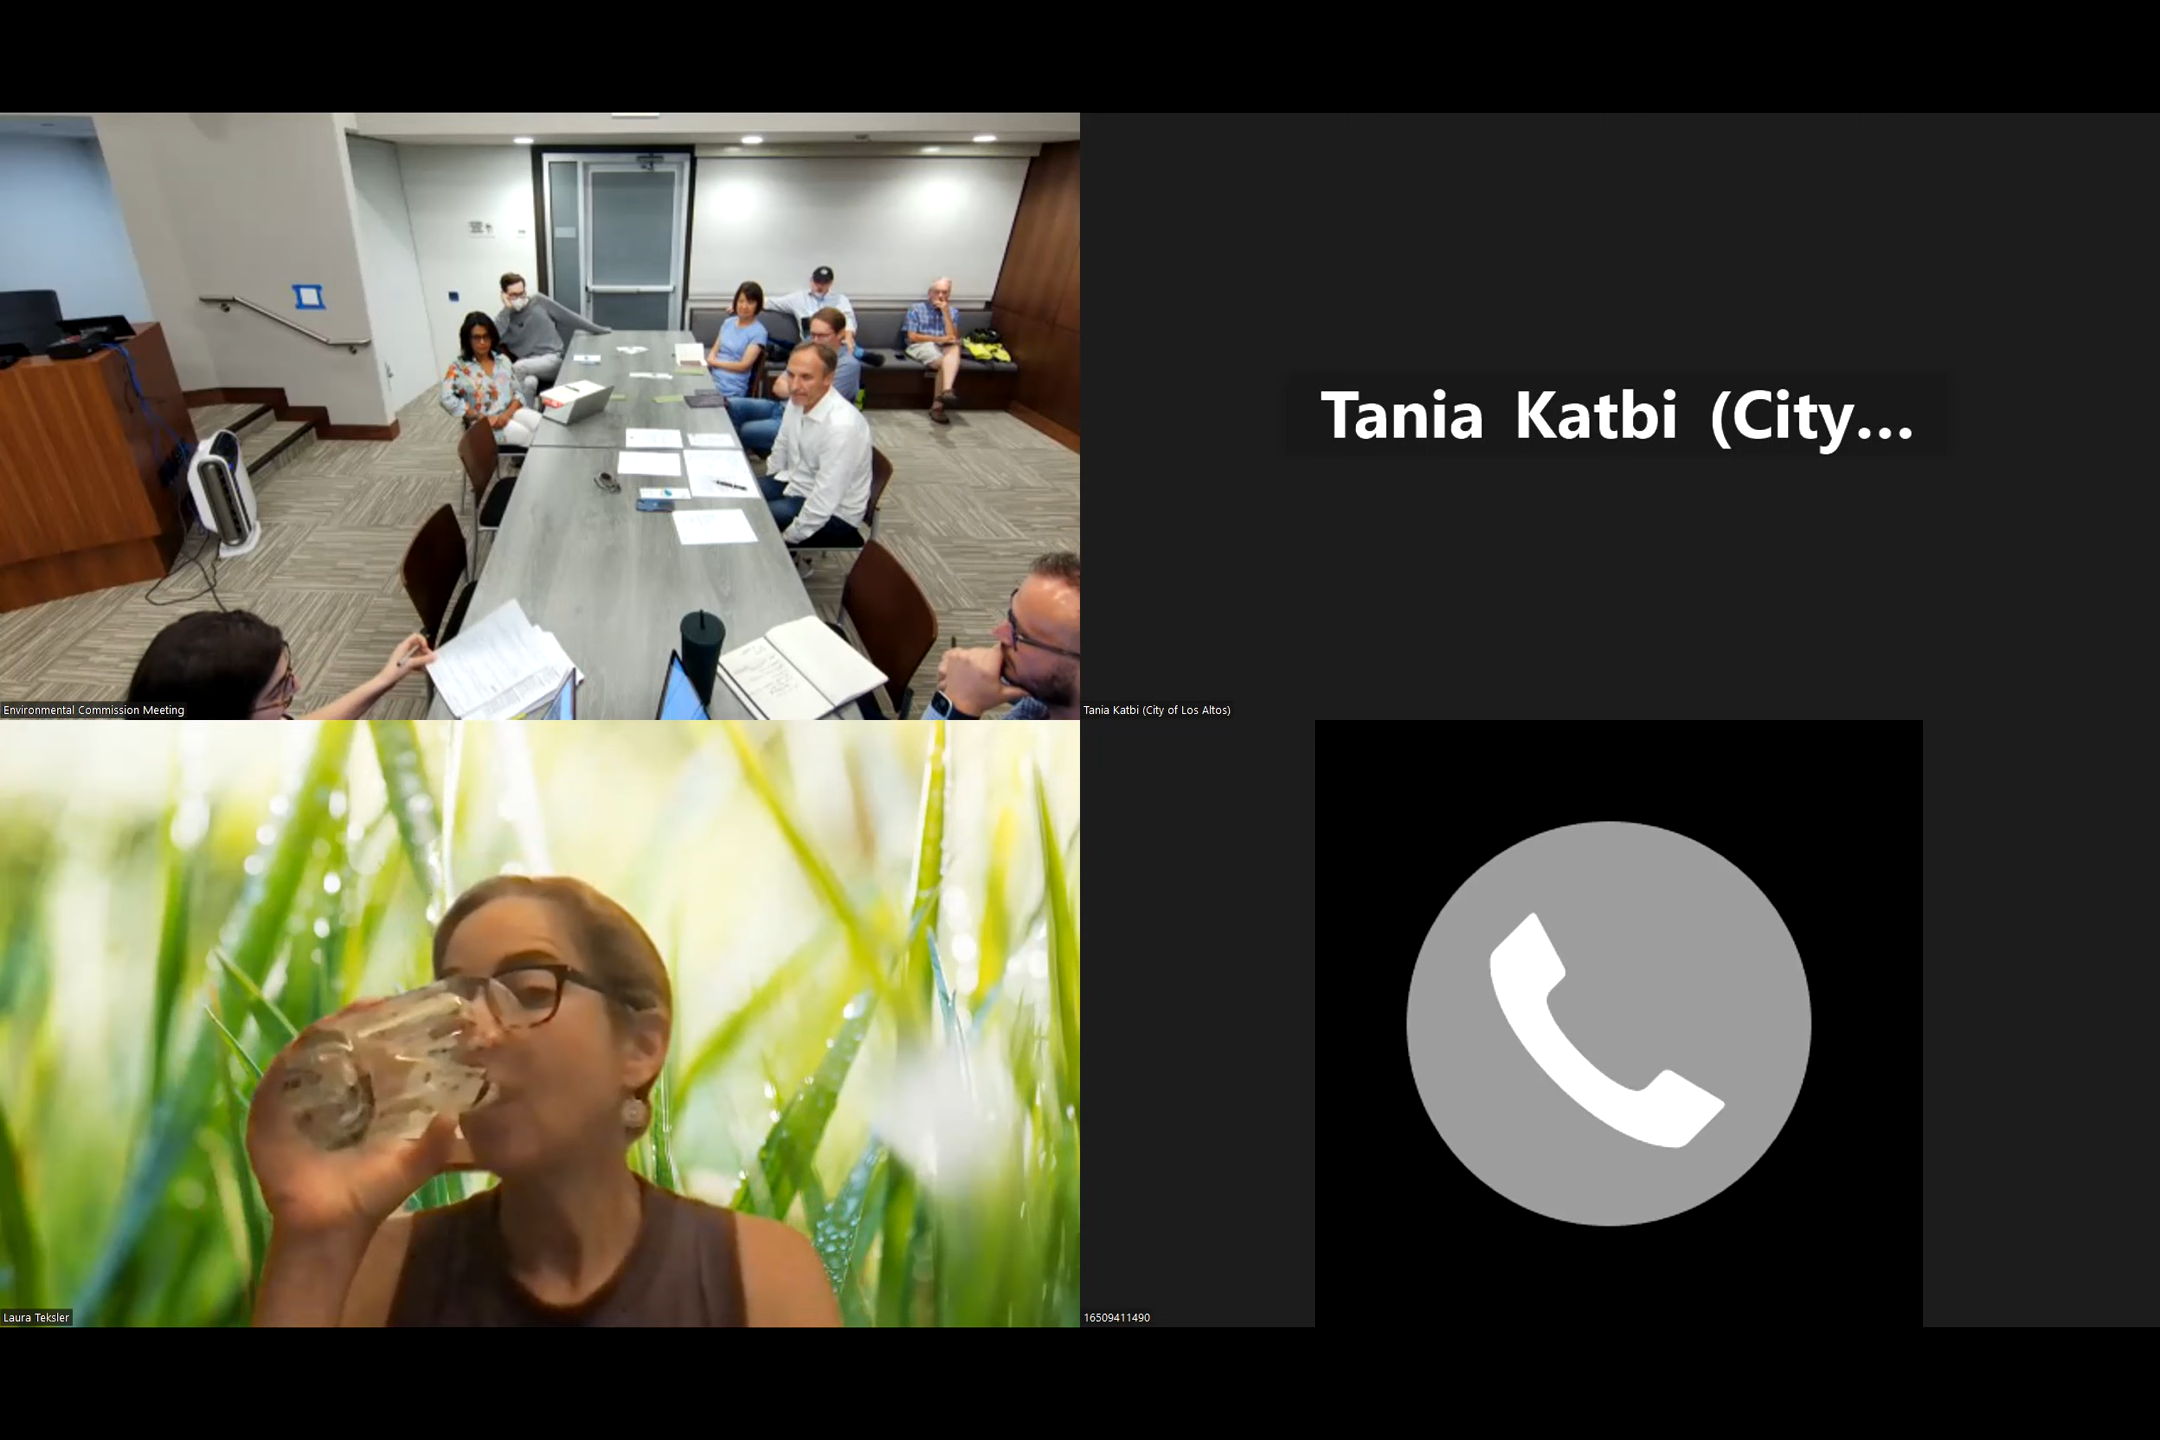 Environmental Commission Meeting
Tania Katbi (City...
Tania Katbi (City of Los Altos)
Laura Teksler
16509411490